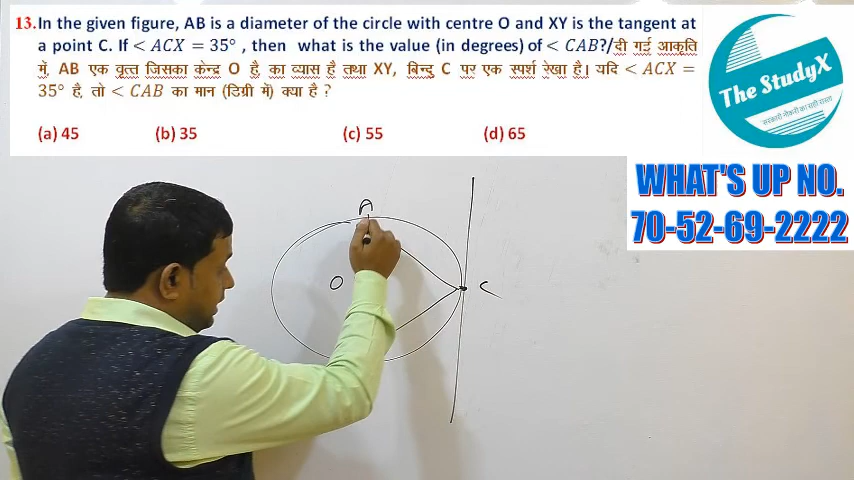 13.In the given figure, AB is a diameter of the circle with centre O and XY is the tangent at
a point C. If < ACX = 35° , then what is the value (in degrees) of < CAB?/दी गई आकृति
में, AB एक वृत्त जिसका केन्द्र O है, का व्यास है तथा XY, बिन्दु C पर एक स्पर्श रेखा है। यदि < ACX =
35° है, तो < CAB का मान (डिग्री में) क्या है ?
(a) 45 (b) 35 (c) 55 (d) 65
The StudyX
सरकारी नौकरी का सही रास्ता
WHAT'S UP NO.
70-52-69-2222
A
O
C